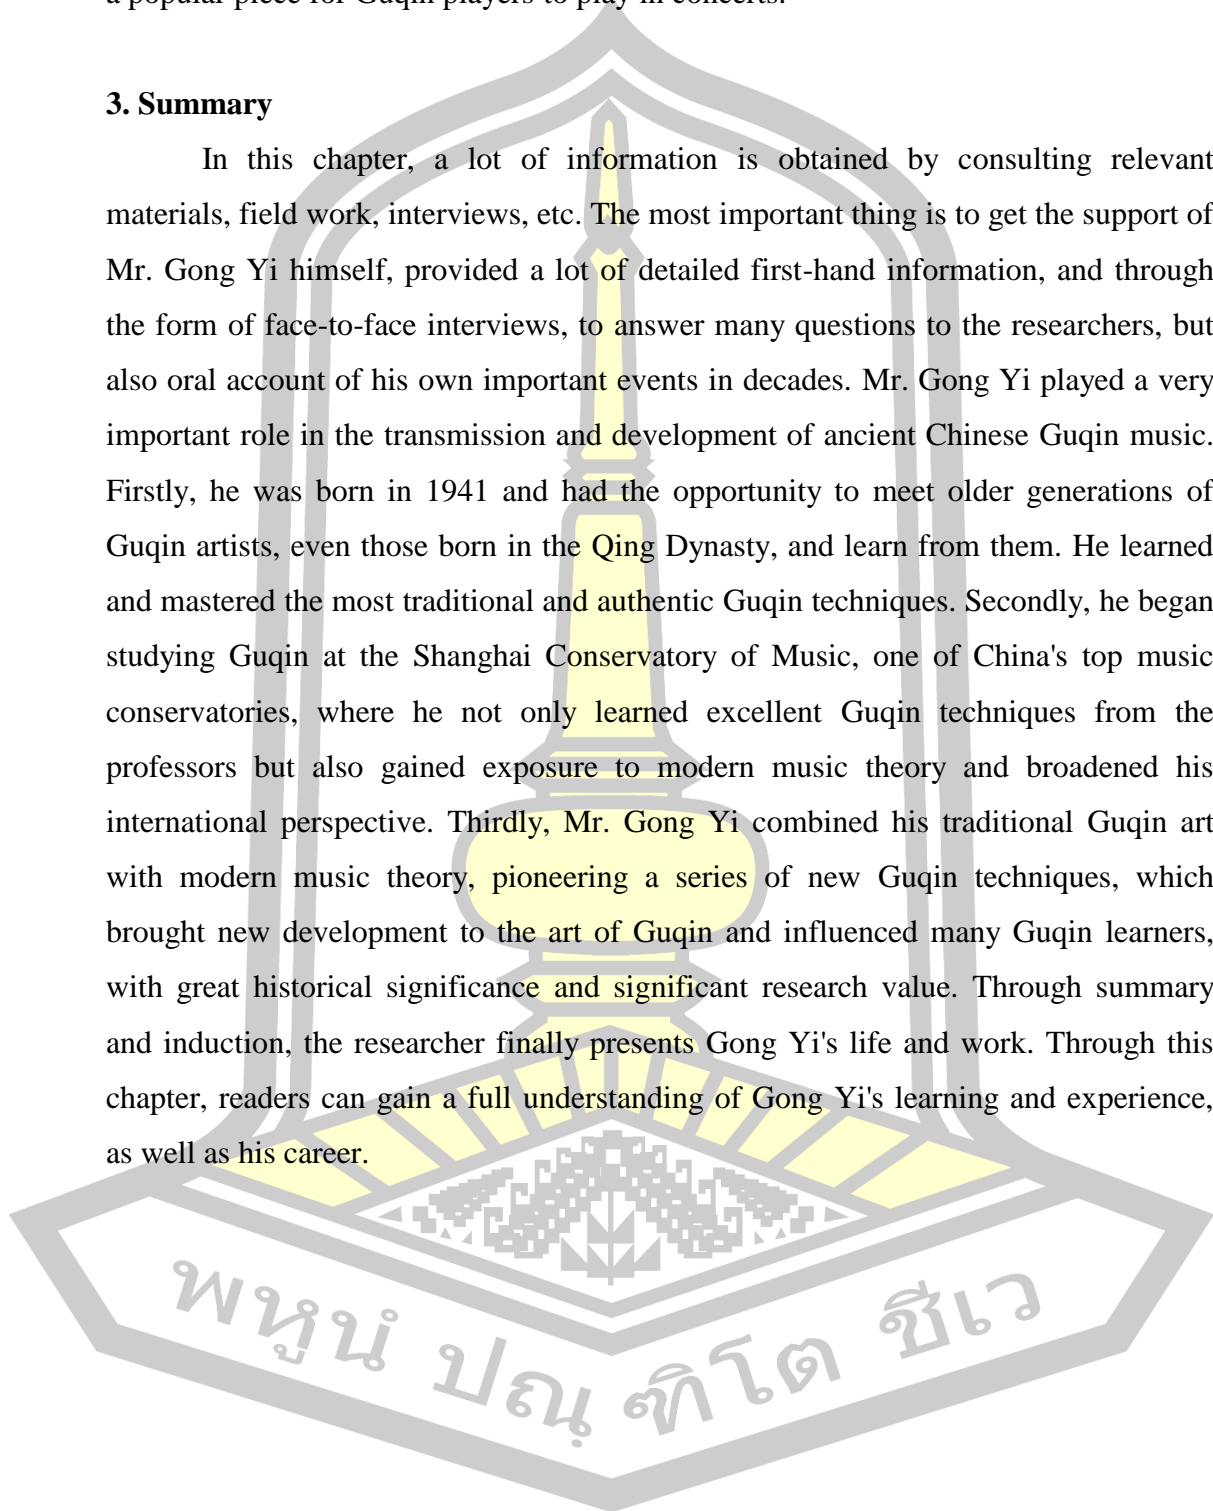 a popular piece for Guqin players to play in concerts.
3. Summary
In this chapter, a lot of information is obtained by consulting relevant
materials, field work, interviews, etc. The most important thing is to get the support of
Mr. Gong Yi himself, provided a lot of detailed first-hand information, and through
the form of face-to-face interviews, to answer many questions to the researchers, but
also oral account of his own important events in decades. Mr. Gong Yi played a very
important role in the transmission and development of ancient Chinese Guqin music.
Firstly, he was born in 1941 and had the opportunity to meet older generations of
Guqin artists, even those born in the Qing Dynasty, and learn from them. He learned
and mastered the most traditional and authentic Guqin techniques. Secondly, he began
studying Guqin at the Shanghai Conservatory of Music, one of China's top music
conservatories, where he not only learned excellent Guqin techniques from the
professors but also gained exposure to modern music theory and broadened his
international perspective. Thirdly, Mr. Gong Yi combined his traditional Guqin art
with modern music theory, pioneering a series of new Guqin techniques, which
brought new development to the art of Guqin and influenced many Guqin learners,
with great historical significance and significant research value. Through summary
and induction, the researcher finally presents Gong Yi's life and work. Through this
chapter, readers can gain a full understanding of Gong Yi's learning and experience,
as well as his career.
พหูนํ ปณฺฑิโต ชีเว